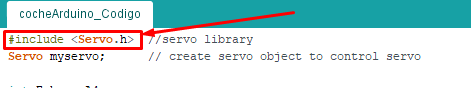 cocheArduino_Codigo
#include <Servo.h> //servo library
Servo myservo; // create servo object to control servo